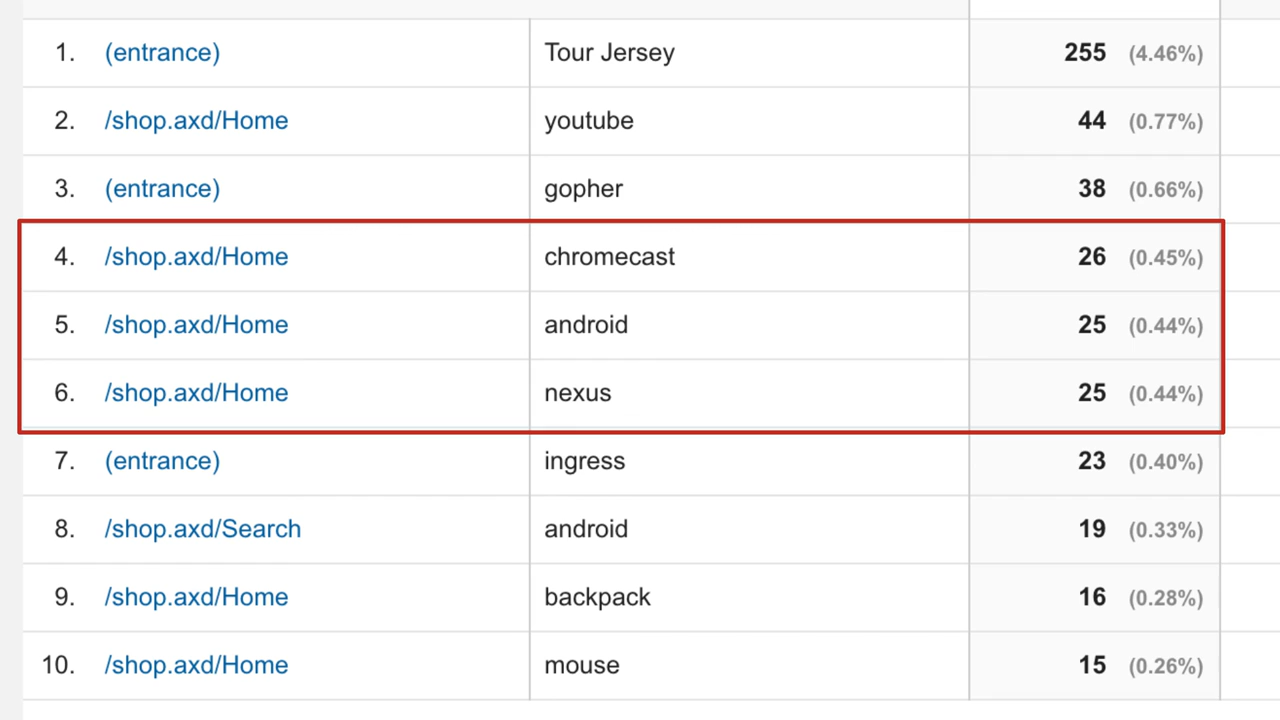 1. (entrance) Tour Jersey 255 (4.46%)
2. /shop.axd/Home youtube 44 (0.77%)
3. (entrance) gopher 38 (0.66%)
4. /shop.axd/Home chromecast 26 (0.45%)
5. /shop.axd/Home android 25 (0.44%)
6. /shop.axd/Home nexus 25 (0.44%)
7. (entrance) ingress 23 (0.40%)
8. /shop.axd/Search android 19 (0.33%)
9. /shop.axd/Home backpack 16 (0.28%)
10. /shop.axd/Home mouse 15 (0.26%)